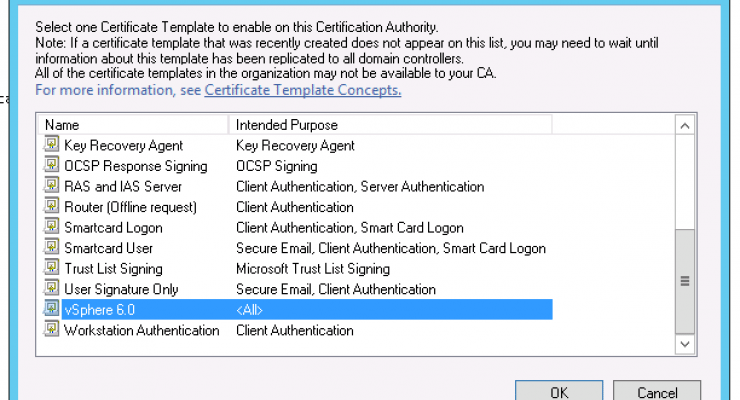 Select one Certificate Template to enable on this Certification Authority.
Note: If a certificate template that was recently created does not appear on this list, you may need to wait until
information about this template has been replicated to all domain controllers.
All of the certificate templates in the organization may not be available to your CA.
For more information, see Certificate Template Concepts.
Name Intended Purpose
Key Recovery Agent Key Recovery Agent
OCSP Response Signing OCSP Signing
RAS and IAS Server Client Authentication, Server Authentication
Router (Offline request) Client Authentication
Smartcard Logon Client Authentication, Smart Card Logon
Smartcard User Secure Email, Client Authentication, Smart Card Logon
Trust List Signing Microsoft Trust List Signing
User Signature Only Secure Email, Client Authentication
vSphere 6.0 <All>
Workstation Authentication Client Authentication
OK Cancel